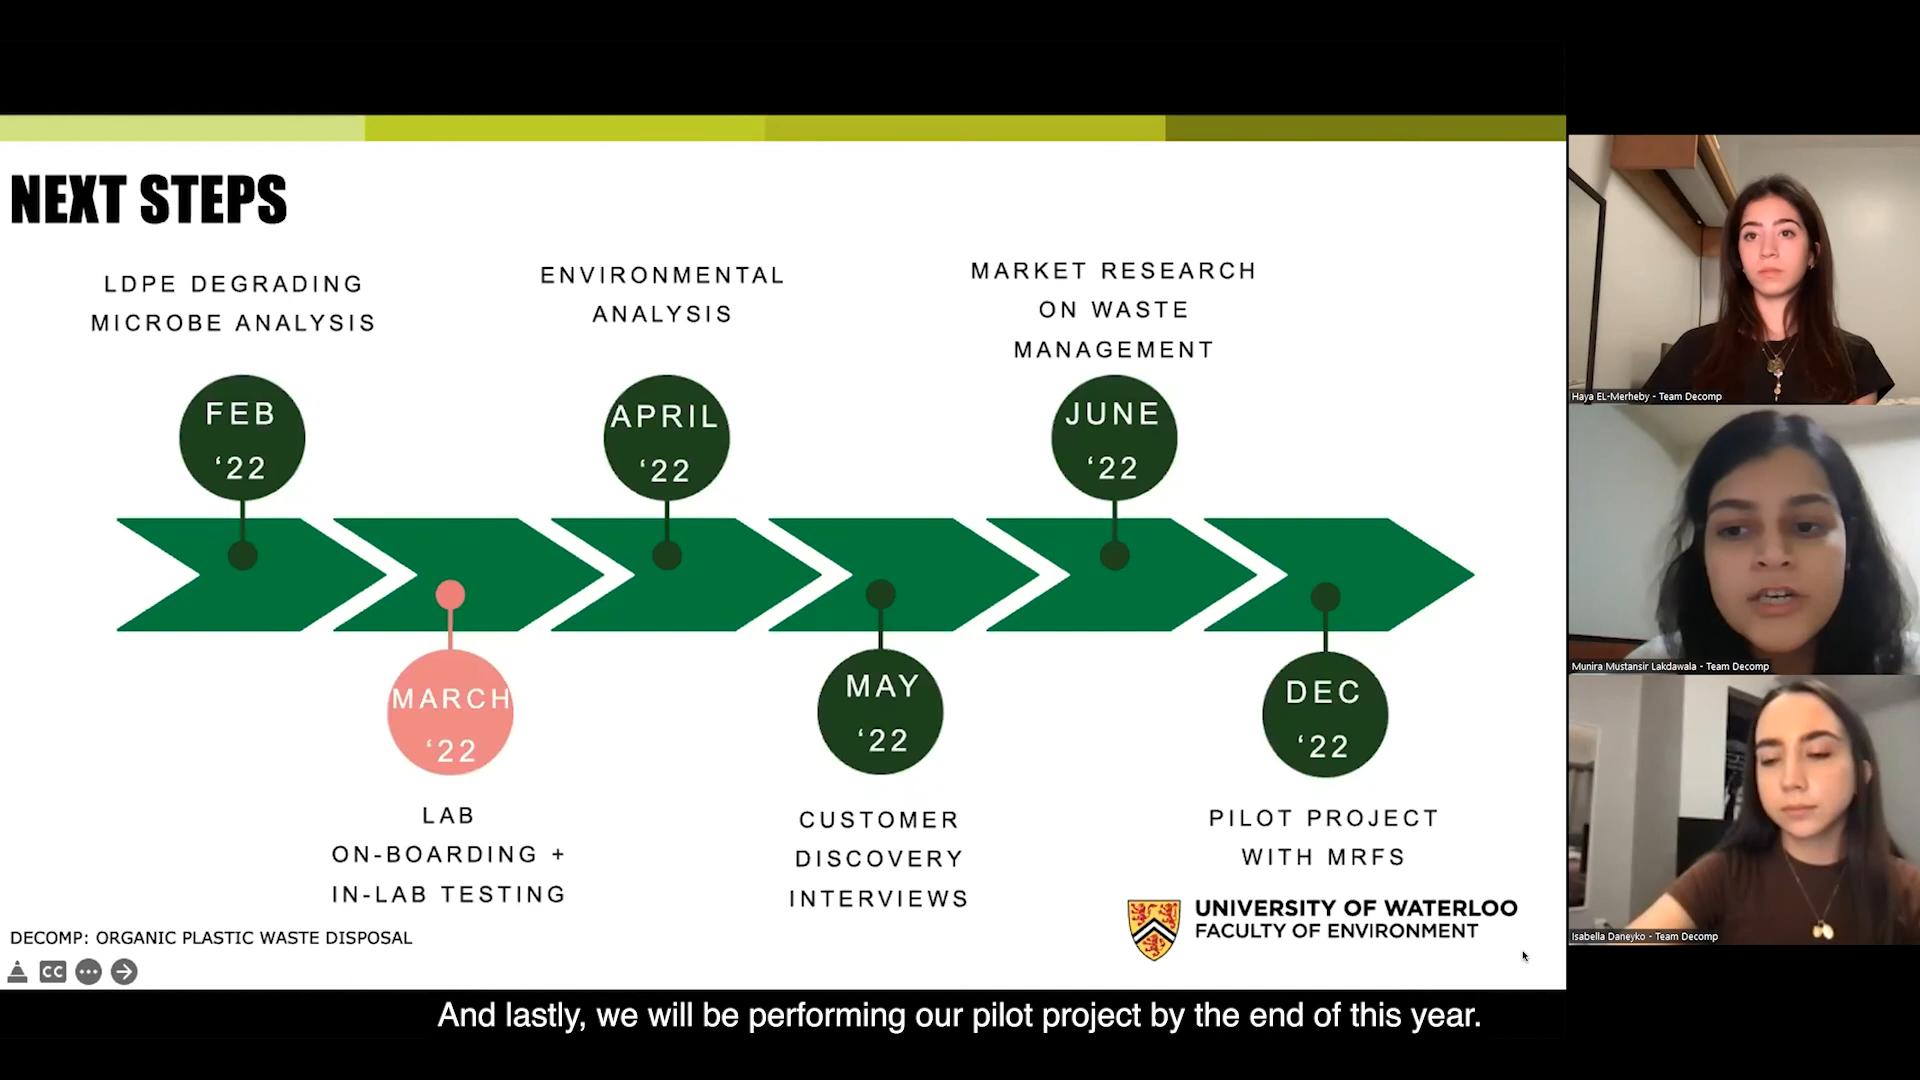 NEXT STEPS
LDPE DEGRADING
MICROBE ANALYSIS
ENVIRONMENTAL
ANALYSIS
MARKET RESEARCH
ON WASTE
MANAGEMENT
FEB
‘22
APRIL
‘22
JUNE
‘22
MARCH
‘22
MAY
‘22
DEC
‘22
LAB
ON-BOARDING +
IN-LAB TESTING
CUSTOMER
DISCOVERY
INTERVIEWS
PILOT PROJECT
WITH MRFS
UNIVERSITY OF WATERLOO
FACULTY OF ENVIRONMENT
DECOMP: ORGANIC PLASTIC WASTE DISPOSAL
CC
Haya EL-Merheby - Team Decomp
Munira Mustansir Lakdawala - Team Decomp
Isabella Daneyko - Team Decomp
And lastly, we will be performing our pilot project by the end of this year.